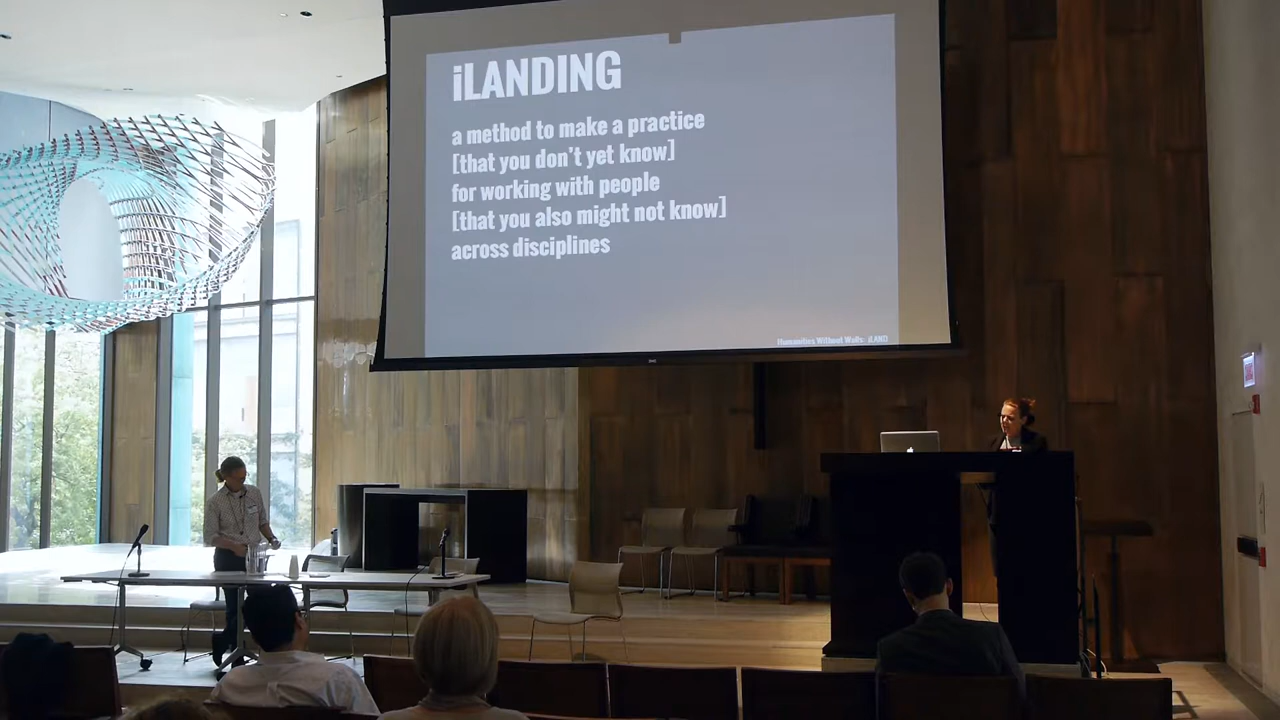 iLANDING
a method to make a practice
[that you don't yet know]
for working with people
[that you also might not know]
across disciplines
Humanities Without Walls: iLAND